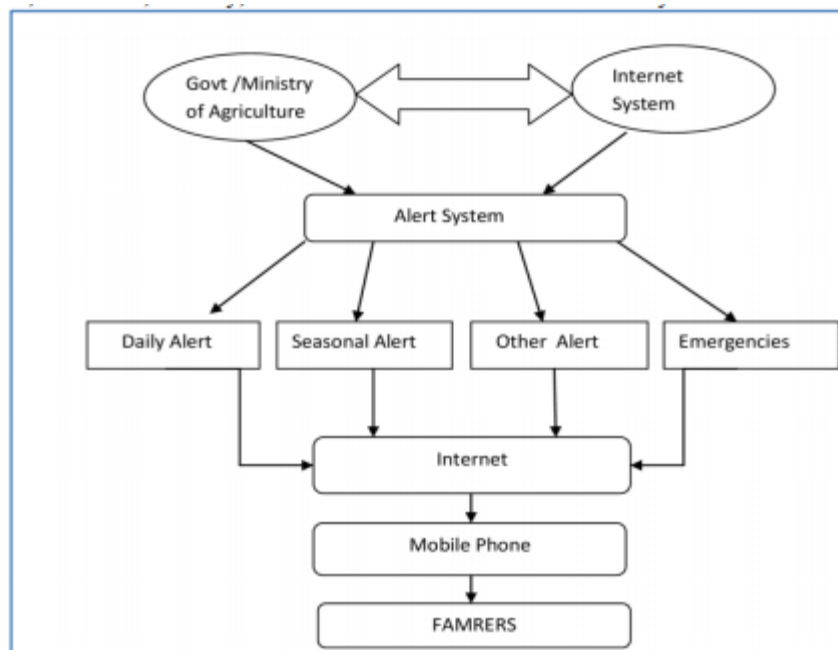 Govt /Ministry
of Agriculture
Internet
System
Alert System
Daily Alert
Seasonal Alert
Other Alert
Emergencies
Internet
Mobile Phone
FAMRERS